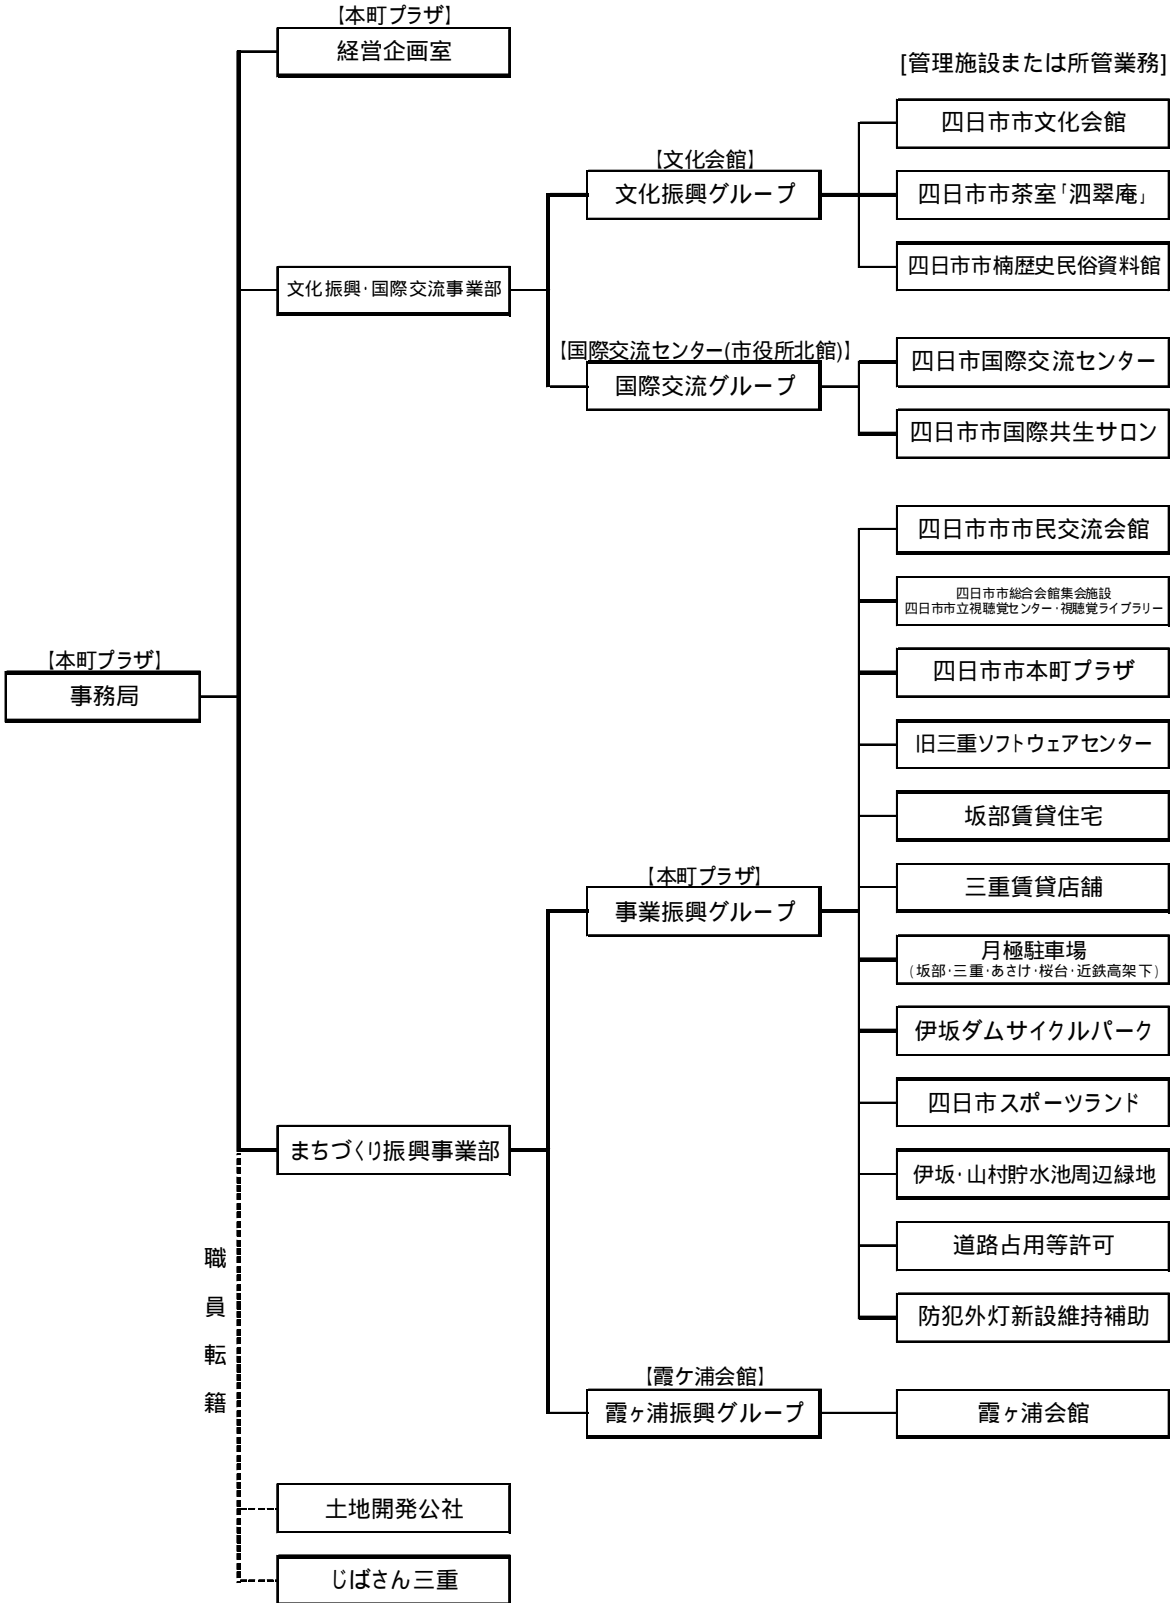 【本町プラザ】
経営企画室
[管理施設または所管業務]
四日市市文化会館
【文化会館】
文化振興グループ
四日市市茶室「泗翠庵」
四日市市楠歴史民俗資料館
文化振興・国際交流事業部
【国際交流センター(市役所北館)】
国際交流グループ
四日市国際交流センター
四日市市国際共生サロン
四日市市市民交流会館
四日市市総合会館集会施設
四日市市立視聴覚センター・視聴覚ライブラリー
【本町プラザ】
事務局
四日市市本町プラザ
旧三重ソフトウェアセンター
坂部賃貸住宅
【本町プラザ】
事業振興グループ
三重賃貸店舗
月極駐車場
(坂部・三重・あさけ・桜台・近鉄高架下)
伊坂ダムサイクルパーク
四日市スポーツランド
まちづくり振興事業部
伊坂・山村貯水池周辺緑地
道路占用等許可
防犯外灯新設維持補助
職員転籍
【霞ケ浦会館】
霞ヶ浦振興グループ
霞ヶ浦会館
土地開発公社
じばさん三重